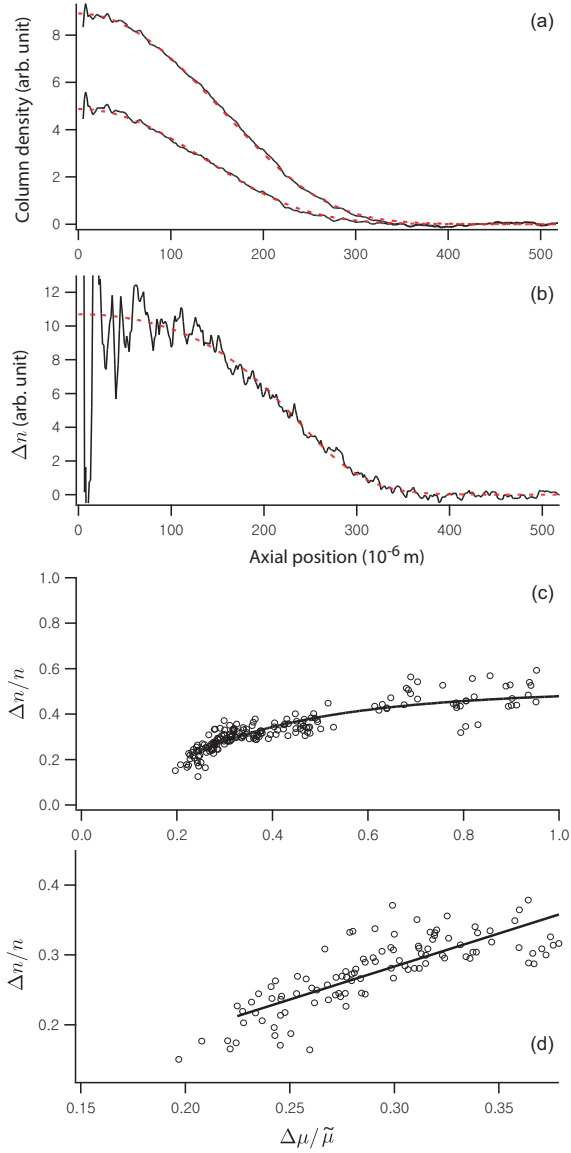 (a)
Column density (arb. unit)
8
6
4
2
0
0 100 200 300 400 500
(b)
Δn (arb. unit)
12
10
8
6
4
2
0
0 100 200 300 400 500
Axial position (10⁻⁶ m)
(c)
Δn/n
1.0
0.8
0.6
0.4
0.2
0.0
0.0 0.2 0.4 0.6 0.8 1.0
Δn/n
0.4
0.3
0.2
(d)
0.15 0.20 0.25 0.30 0.35
Δμ/μ̃